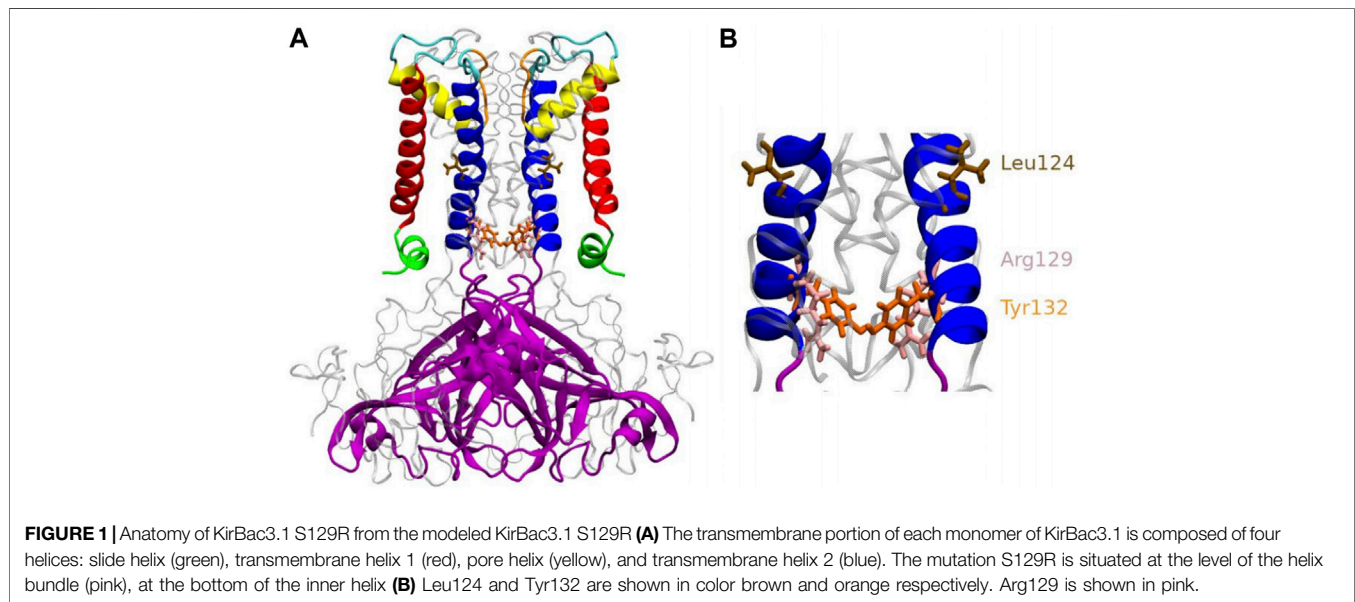 A
B
Leu124
Arg129
Tyr132
FIGURE 1 | Anatomy of KirBac3.1 S129R from the modeled KirBac3.1 S129R (A) The transmembrane portion of each monomer of KirBac3.1 is composed of four
helices: slide helix (green), transmembrane helix 1 (red), pore helix (yellow), and transmembrane helix 2 (blue). The mutation S129R is situated at the level of the helix
bundle (pink), at the bottom of the inner helix (B) Leu124 and Tyr132 are shown in color brown and orange respectively. Arg129 is shown in pink.